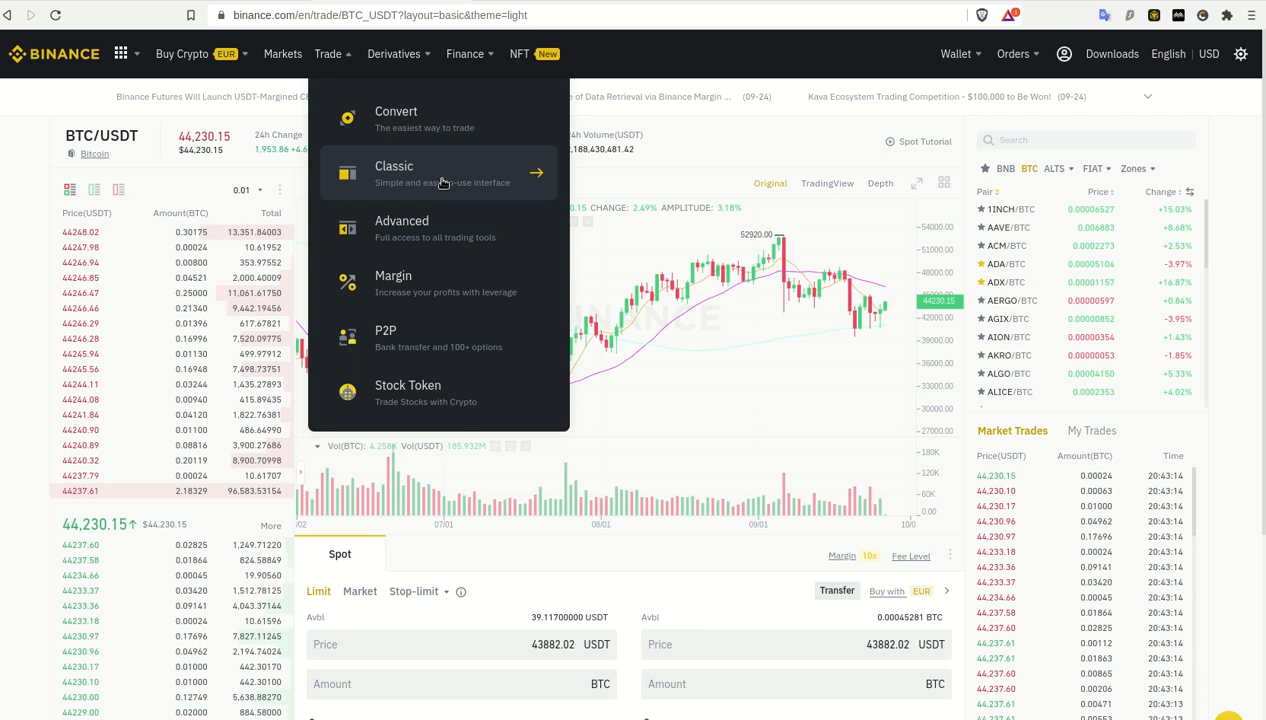 binance.com/en/trade/BTC_USDT?layout=basic&theme=light
1
BINANCE Buy Crypto EUR Markets Trade Derivatives Finance NFT New Wallet Orders Downloads English | USD
Binance Futures Will Launch USDT-Margined
e of Data Retrieval via Binance Margin ... (09-24)
Kava Ecosystem Trading Competition - $100,000 to Be Won! (09-24)
Convert
The easiest way to trade
Classic
Simple and
-use interface
Advanced
Full access to all trading tools
Margin
Increase your profits with leverage
P2P
Bank transfer and 100+ options
Stock Token
Trade Stocks with Crypto
BTC/USDT
Bitcoin
44,230.15
$44,230.15
24h Change
1,953.86 +4.6
4h Volume(USDT)
,188,430,481.42
Spot Tutorial
0.01
Price(USDT) Amount(BTC) Total
44248.02 0.30175 13,351.84003
44247.98 0.00024 10.61952
44246.94 0.00800 353.97552
44246.85 0.04521 2,000.40009
44246.47 0.25000 11,061.61750
44246.46 0.21340 9,442.19456
44246.29 0.01396 617.67821
44246.28 0.16996 7,520.09775
44245.94 0.01130 499.97912
44245.56 0.16948 7,498.73751
44244.11 0.03244 1,435.27893
44244.08 0.00940 415.89435
44241.84 0.04120 1,822.76381
44240.90 0.01100 486.64990
44240.89 0.08816 3,900.27686
44240.32 0.20119 8,900.70998
44237.79 0.00024 10.61707
44237.61 2.18329 96,583.53154
44,230.15↑ $44,230.15 More
44237.60 0.02825 1,249.71220
44237.58 0.01864 824.58849
44234.66 0.00045 19.90560
44233.37 0.03420 1,512.78125
44233.36 0.09141 4,043.37144
44233.18 0.00024 10.61596
44230.97 0.17696 7,827.11245
44230.96 0.04962 2,194.74024
44230.17 0.01000 442.30170
44230.10 0.01000 442.30100
44230.00 0.12749 5,638.88270
44229.00 0.02000 884.58000
Original TradingView Depth
0.15 CHANGE: 2.49% AMPLITUDE: 3.18%
52920.00
54000.00
51000.00
48000.00
44230.15
42000.00
39000.00
36000.00
33000.00
30000.00
27000.00
Vol(BTC): 4.258K Vol(USDT) 185.932M
180K
120K
60K
0.00
/02 07/01 08/01 09/01 10/0
Spot
Margin 10x Fee Level
Limit Market Stop-limit
Transfer Buy with EUR
Avbl 39.11700000 USDT
Price 43882.02 USDT
Amount BTC
Avbl 0.00045281 BTC
Price 43882.02 USDT
Amount BTC
Search
BNB BTC ALTS FIAT Zones
Pair Price Change
1INCH/BTC 0.00006527 +15.03%
AAVE/BTC 0.006883 +8.68%
ACM/BTC 0.0002273 +2.53%
ADA/BTC 0.00005104 -3.97%
ADX/BTC 0.00001157 +16.87%
AERGO/BTC 0.00000597 +0.84%
AGIX/BTC 0.00000852 -3.95%
AION/BTC 0.00000354 +1.43%
AKRO/BTC 0.00000053 -1.85%
ALGO/BTC 0.00004150 +5.33%
ALICE/BTC 0.0002353 +4.02%
Market Trades My Trades
Price(USDT) Amount(BTC) Time
44,230.15 0.00024 20:43:14
44,230.10 0.00063 20:43:14
44,230.17 0.01000 20:43:14
44,230.96 0.04962 20:43:14
44,230.97 0.17696 20:43:14
44,233.18 0.00024 20:43:14
44,233.36 0.09141 20:43:14
44,233.37 0.03420 20:43:14
44,234.66 0.00045 20:43:14
44,237.58 0.01864 20:43:14
44,237.60 0.02825 20:43:14
44,237.61 0.00112 20:43:14
44,237.61 0.01863 20:43:14
44,237.60 0.00865 20:43:14
44,237.60 0.00206 20:43:14
44,237.61 0.00471 20:43:13